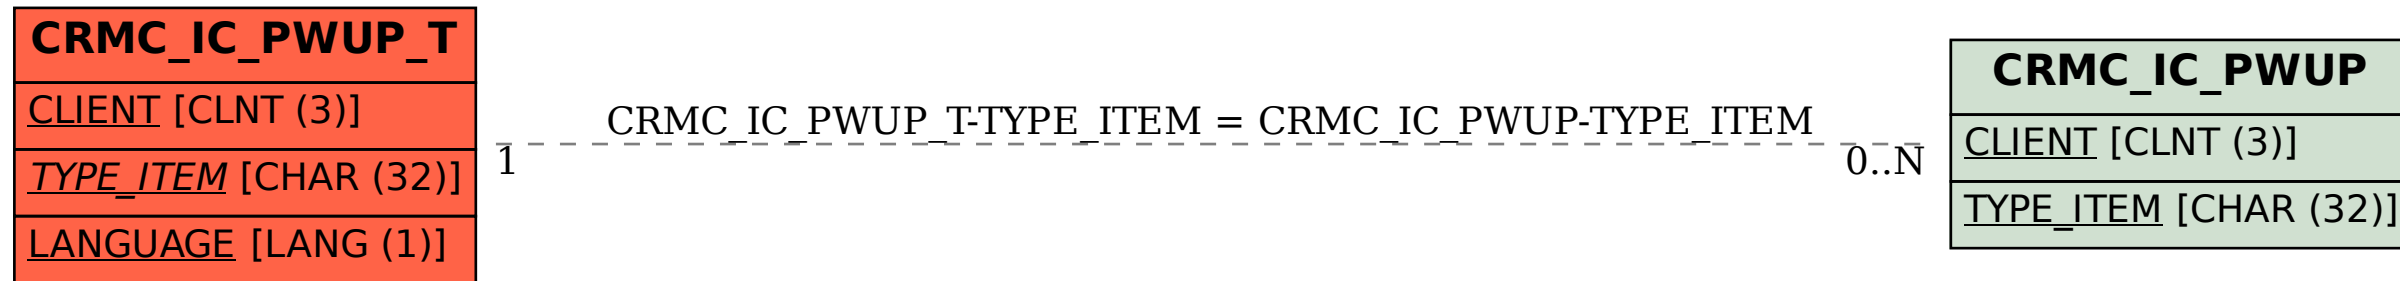 CRMC_IC_PWUP_T
CLIENT [CLNT (3)]
TYPE_ITEM [CHAR (32)]
LANGUAGE [LANG (1)]
CRMC_IC_PWUP_T-TYPE_ITEM = CRMC_IC_PWUP-TYPE_ITEM
1
0..N
CRMC_IC_PWUP
CLIENT [CLNT (3)]
TYPE_ITEM [CHAR (32)]